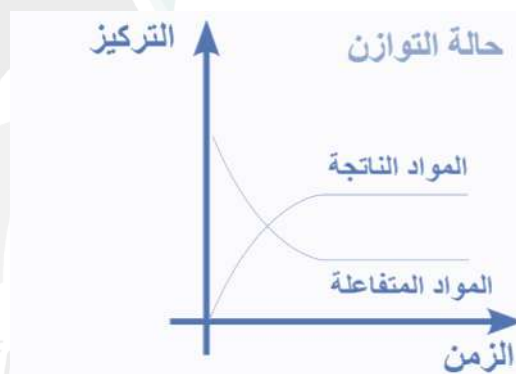 حالة التوازن
التركيز
المواد الناتجة
المواد المتفاعلة
الزمن